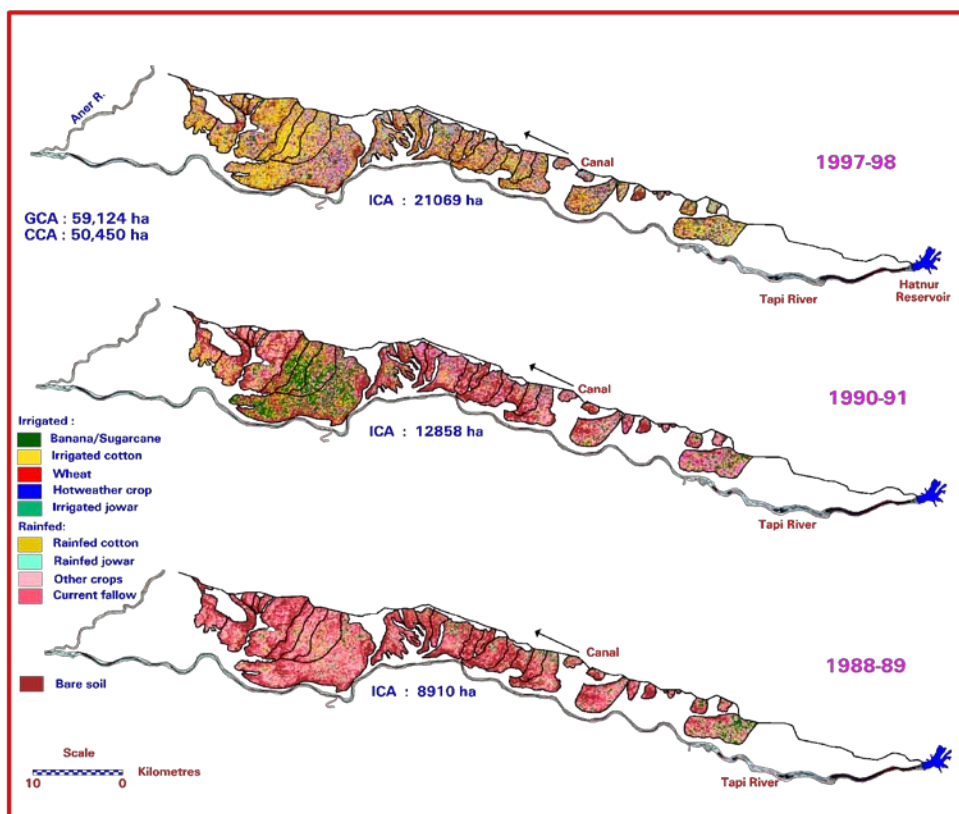 Aner R.
Canal
1997-98
ICA : 21069 ha
GCA : 59,124 ha
CCA : 50,450 ha
Tapi River
Hatnur
Reservoir
Canal
1990-91
ICA : 12858 ha
Tapi River
Irrigated :
Banana/Sugarcane
Irrigated cotton
Wheat
Hotweather crop
Irrigated jowar
Rainfed:
Rainfed cotton
Rainfed jowar
Other crops
Current fallow
Bare soil
Canal
1988-89
ICA : 8910 ha
Tapi River
Scale
10 0 Kilometres